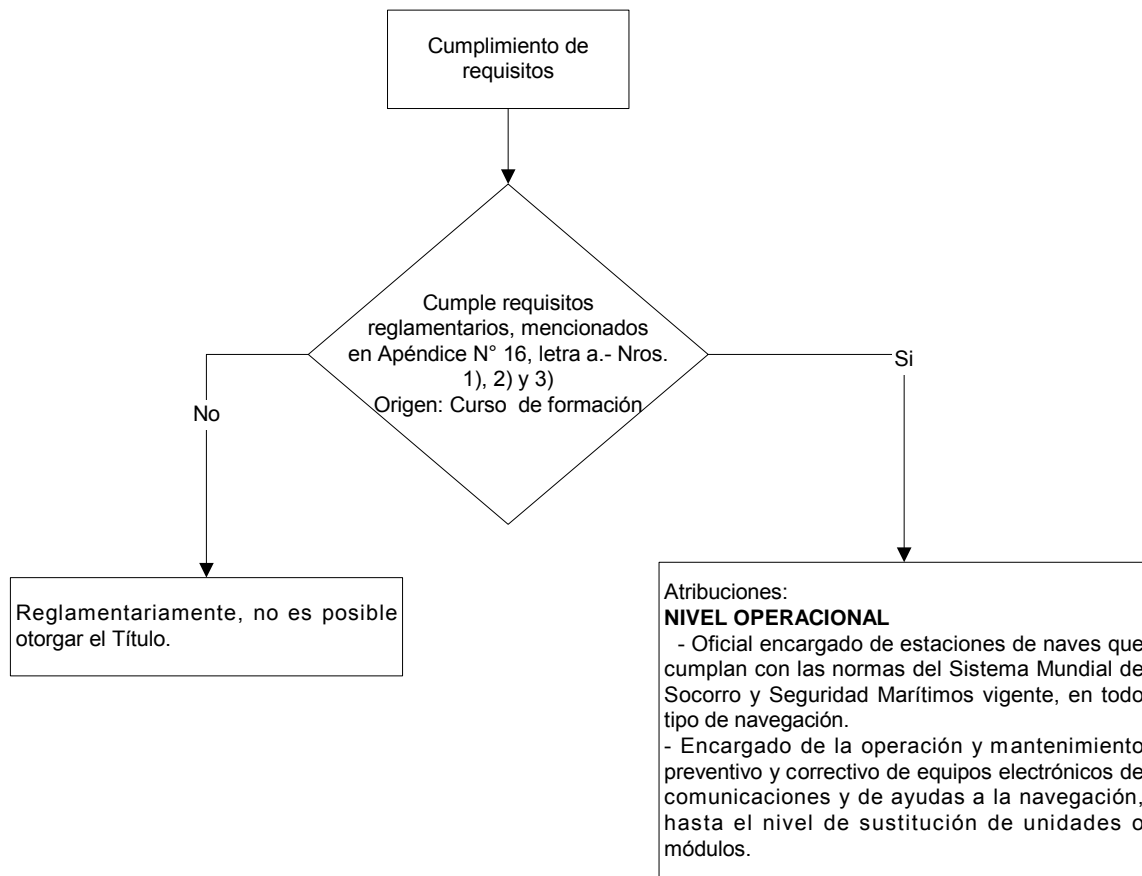 Cumplimiento de
requisitos
Cumple requisitos
reglamentarios, mencionados
en Apéndice N° 16, letra a.- Nros.
1), 2) y 3)
Origen: Curso de formación
No
Si
Reglamentariamente, no es posible
otorgar el Título.
Atribuciones:
NIVEL OPERACIONAL
- Oficial encargado de estaciones de naves que
cumplan con las normas del Sistema Mundial de
Socorro y Seguridad Marítimos vigente, en todo
tipo de navegación.
- Encargado de la operación y mantenimiento
preventivo y correctivo de equipos electrónicos de
comunicaciones y de ayudas a la navegación,
hasta el nivel de sustitución de unidades o
módulos.